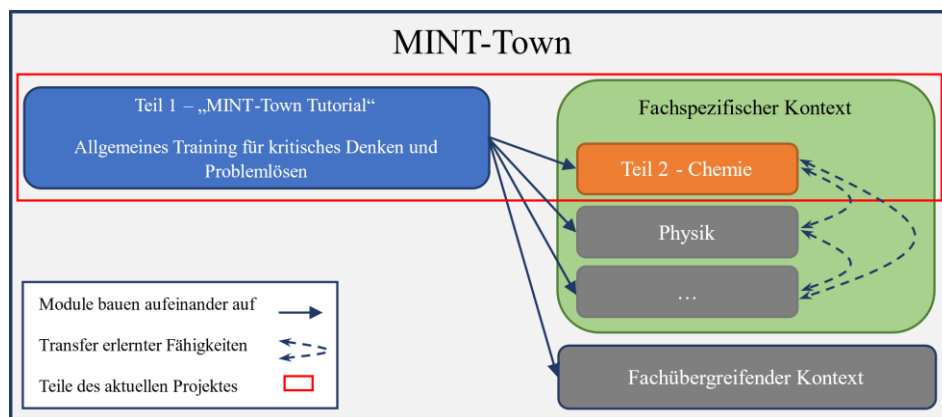 MINT-Town
Teil 1 – „MINT-Town Tutorial“
Allgemeines Training für kritisches Denken und
Problemlösen
Fachspezifischer Kontext
Teil 2 - Chemie
Physik
…
Fachübergreifender Kontext
Module bauen aufeinander auf
Transfer erlernter Fähigkeiten
Teile des aktuellen Projektes